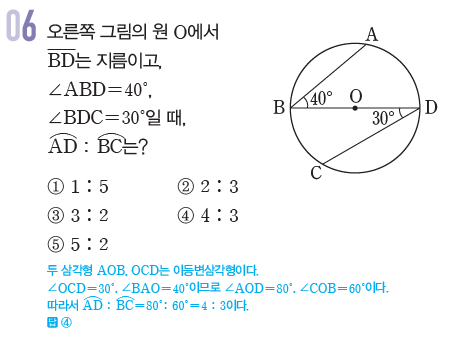 06 오른쪽 그림의 원 O에서
BD는 지름이고,
∠ABD=40°,
∠BDC=30°일 때,
AD : BC는?
① 1 : 5
② 2 : 3
③ 3 : 2
④ 4 : 3
⑤ 5 : 2
A
B
40°
O
30°
D
C
두 삼각형 AOB, OCD는 이등변삼각형이다.
∠OCD=30°, ∠BAO=40°이므로 ∠AOD=80°, ∠COB=60°이다.
따라서 AD : BC=80° : 60°=4 : 3이다.
답 ④